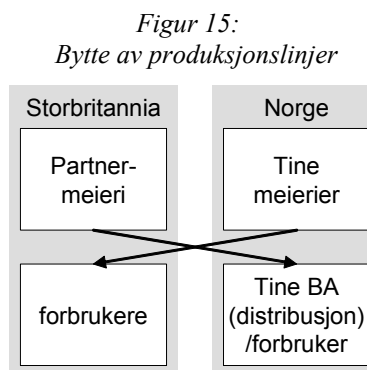 Figur 15:
Bytte av produksjonslinjer
Storbritannia
Norge
Partner-
meieri
Tine
meierier
forbrukere
Tine BA
(distribusjon)
/forbruker